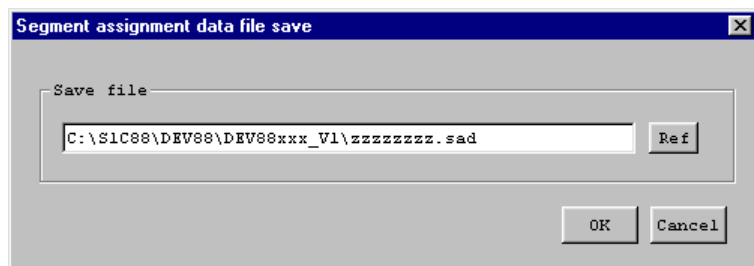 Segment assignment data file save
Save file
C:\S1C88\DEV88\DEV88xxx_V1\zzzzzzzz.sad
Ref
OK
Cancel